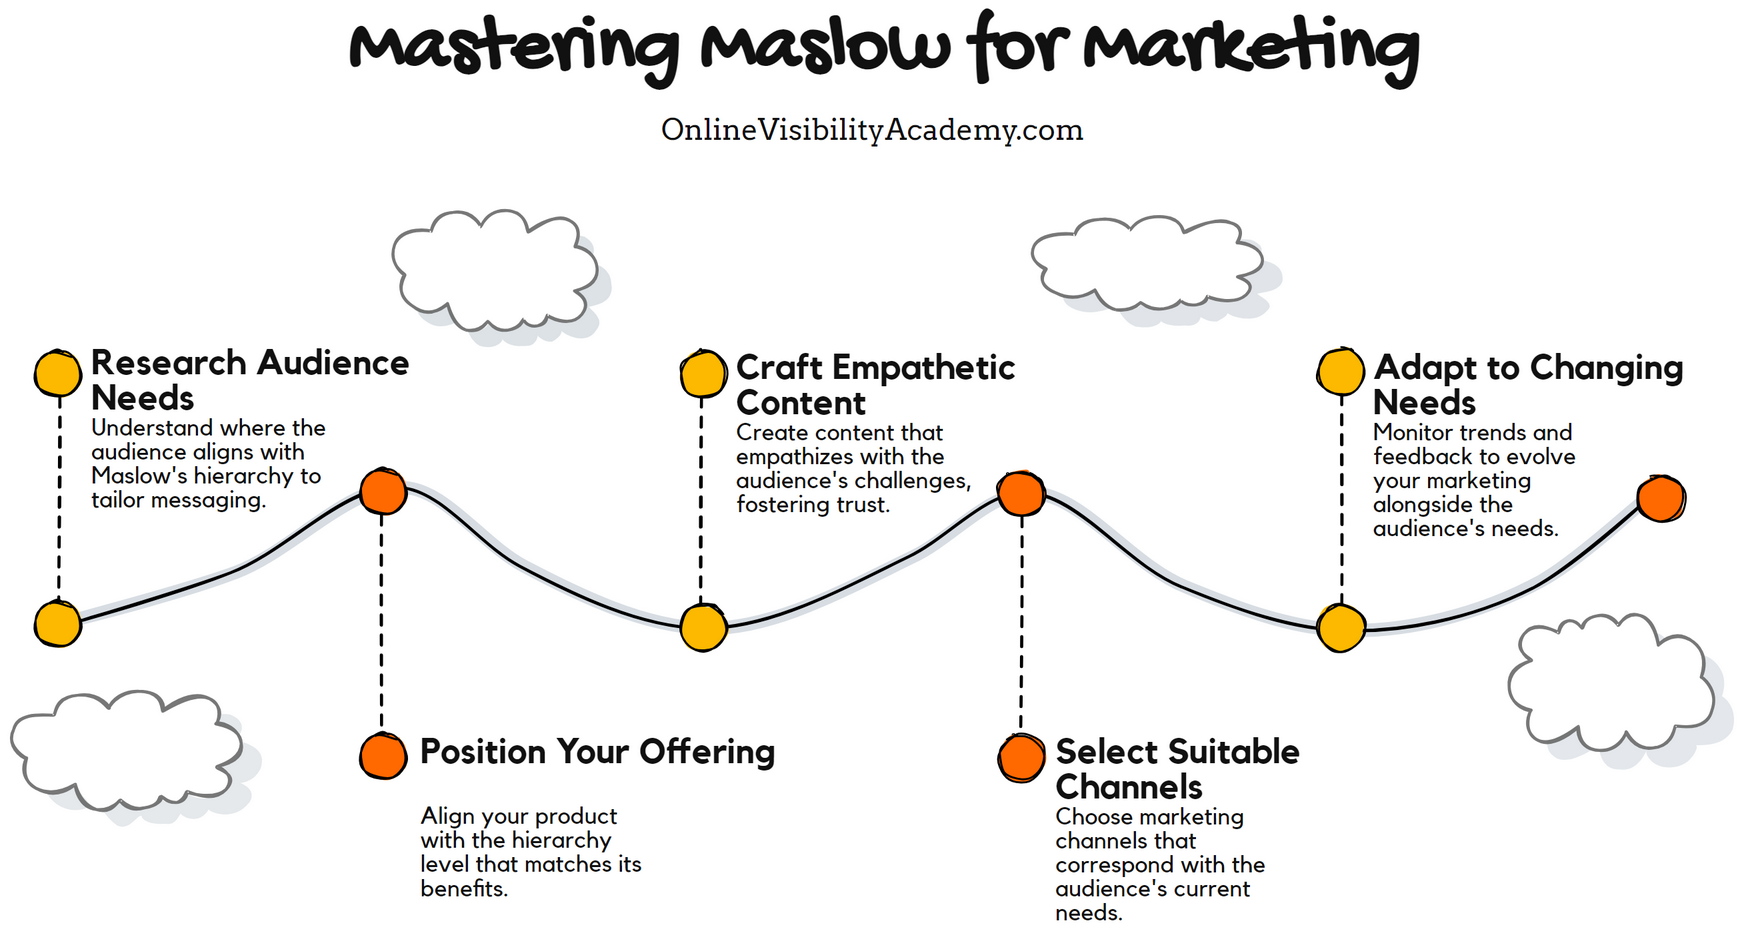 Mastering Maslow for Marketing
OnlineVisibilityAcademy.com
Research Audience
Needs
Understand where the
audience aligns with
Maslow's hierarchy to
tailor messaging.
Position Your Offering
Align your product
with the hierarchy
level that matches its
benefits.
Craft Empathetic
Content
Create content that
empathizes with the
audience's challenges,
fostering trust.
Select Suitable
Channels
Choose marketing
channels that
correspond with the
audience's current
needs.
Adapt to Changing
Needs
Monitor trends and
feedback to evolve
your marketing
alongside the
audience's needs.